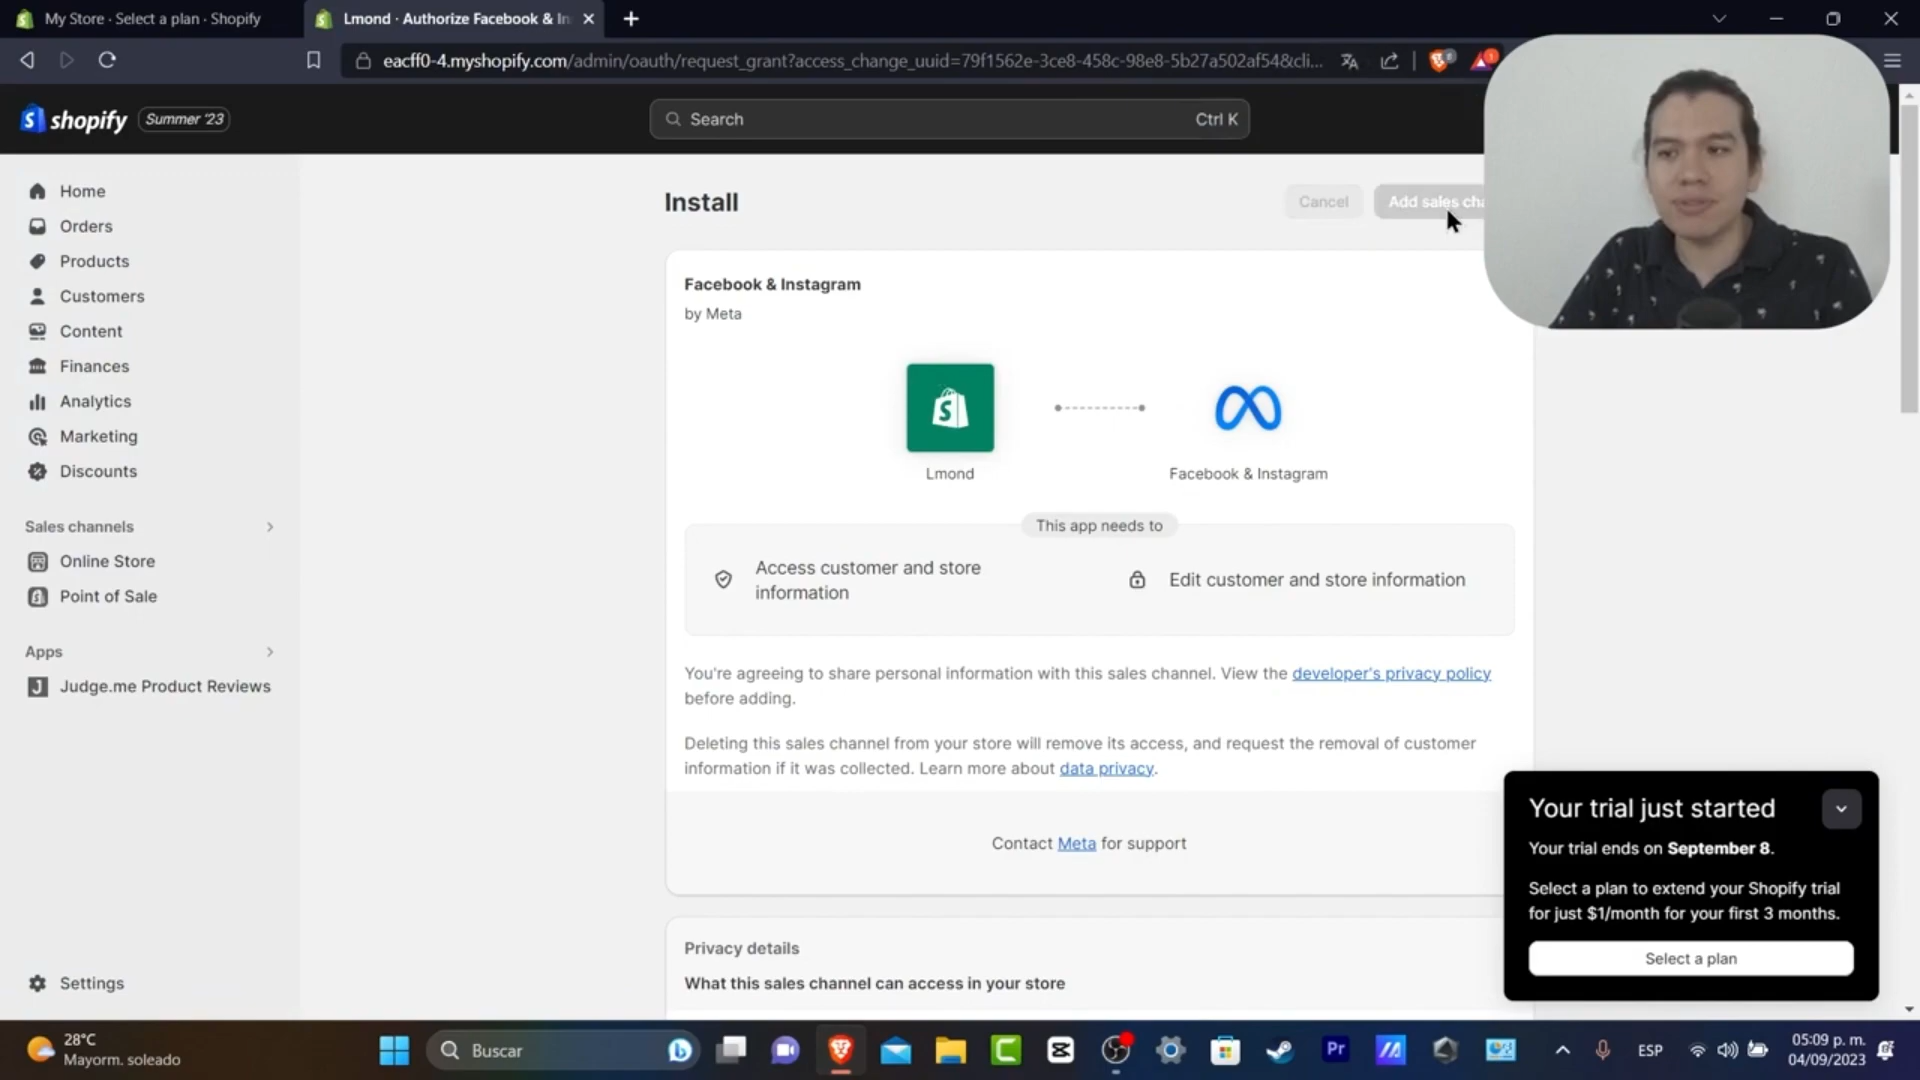 My Store · Select a plan · Shopify
Lmond · Authorize Facebook & In
eacff0-4.myshopify.com/admin/oauth/request_grant?access_change_uuid=79f1562e-3ce8-458c-98e8-5b27a502af54&cli...
shopify
Summer '23
Search
Ctrl K
Home
Orders
Products
Customers
Content
Finances
Analytics
Marketing
Discounts
Sales channels
Online Store
Point of Sale
Apps
Judge.me Product Reviews
Settings
Install
Cancel
Add sales cha
Facebook & Instagram
by Meta
Lmond
Facebook & Instagram
This app needs to
Access customer and store
information
Edit customer and store information
You're agreeing to share personal information with this sales channel. View the developer's privacy policy
before adding.
Deleting this sales channel from your store will remove its access, and request the removal of customer
information if it was collected. Learn more about data privacy.
Contact Meta for support
Privacy details
What this sales channel can access in your store
Your trial just started
Your trial ends on September 8.
Select a plan to extend your Shopify trial
for just $1/month for your first 3 months.
Select a plan
28°C
Mayorm. soleado
Buscar
Pr
ESP
05:09 p. m.
04/09/2023